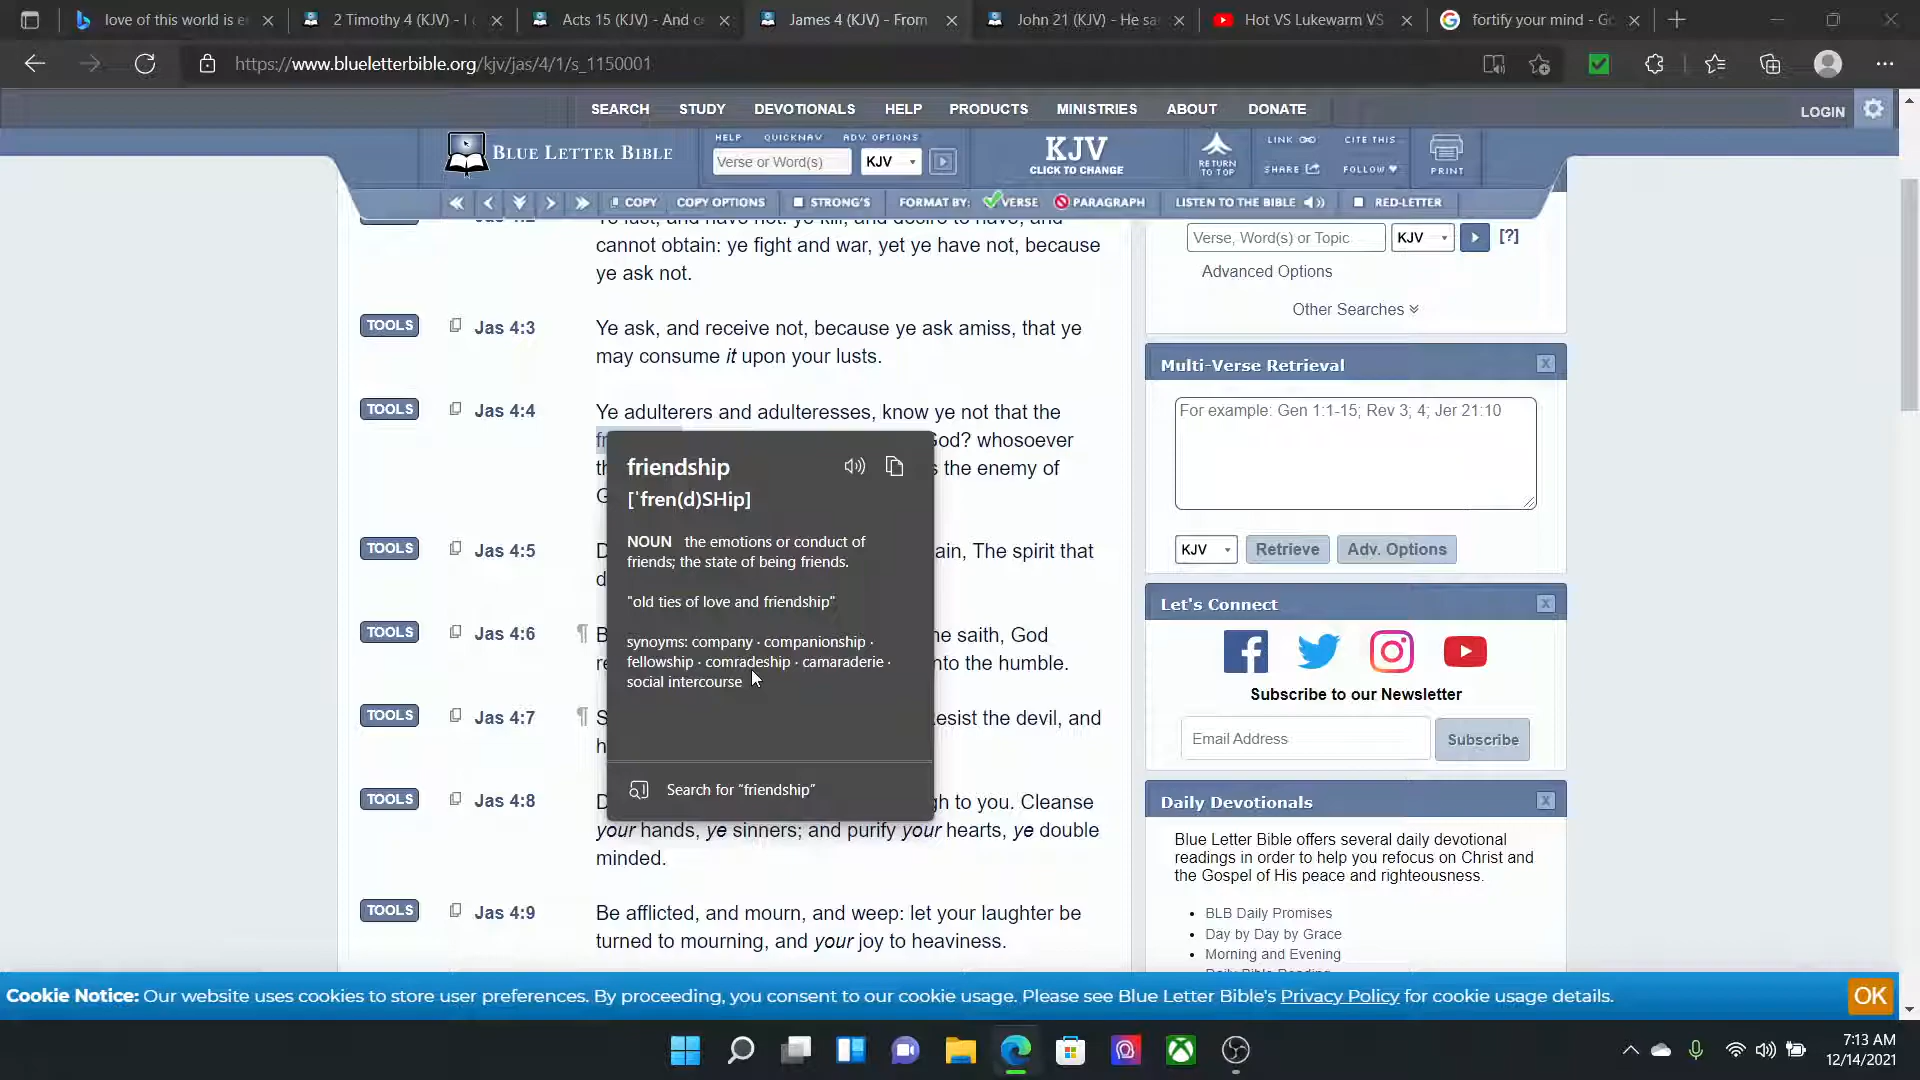 love of this world is e
2 Timothy 4 (KJV) - I c
Acts 15 (KJV) - And ce
James 4 (KJV) - From
John 21 (KJV) - He sa
Hot VS Lukewarm VS
fortify your mind - Go
https://www.blueletterbible.org/kjv/jas/4/1/s_1150001
SEARCH STUDY DEVOTIONALS HELP PRODUCTS MINISTRIES ABOUT DONATE
LOGIN
BLUE LETTER BIBLE
HELP QUICKNAV ADV. OPTIONS
Verse or Word(s)
KJV
KJV
CLICK TO CHANGE
RETURN
TO TOP
LINK
CITE THIS
SHARE
FOLLOW
PRINT
COPY COPY OPTIONS STRONG'S FORMAT BY: VERSE PARAGRAPH LISTEN TO THE BIBLE RED-LETTER
cannot obtain: ye fight and war, yet ye have not, because
ye ask not.
TOOLS Jas 4:3 Ye ask, and receive not, because ye ask amiss, that ye
may consume it upon your lusts.
TOOLS Jas 4:4 Ye adulterers and adulteresses, know ye not that the
God? whosoever
the enemy of
TOOLS Jas 4:5
ain, The spirit that
TOOLS Jas 4:6
he saith, God
nto the humble.
TOOLS Jas 4:7
esist the devil, and
TOOLS Jas 4:8
gh to you. Cleanse
your hands, ye sinners; and purify your hearts, ye double
minded.
TOOLS Jas 4:9 Be afflicted, and mourn, and weep: let your laughter be
turned to mourning, and your joy to heaviness.
friendship
[ˈfren(d)SHip]
NOUN the emotions or conduct of
friends; the state of being friends.
"old ties of love and friendship"
synoyms: company · companionship ·
fellowship · comradeship · camaraderie ·
social intercourse
Search for "friendship"
Verse, Word(s) or Topic
KJV
[?]
Advanced Options
Other Searches
Multi-Verse Retrieval
X
For example: Gen 1:1-15; Rev 3; 4; Jer 21:10
KJV
Retrieve
Adv. Options
Let's Connect
X
Subscribe to our Newsletter
Email Address
Subscribe
Daily Devotionals
X
Blue Letter Bible offers several daily devotional
readings in order to help you refocus on Christ and
the Gospel of His peace and righteousness.
• BLB Daily Promises
• Day by Day by Grace
• Morning and Evening
Cookie Notice: Our website uses cookies to store user preferences. By proceeding, you consent to our cookie usage. Please see Blue Letter Bible's Privacy Policy for cookie usage details.
OK
7:13 AM
12/14/2021